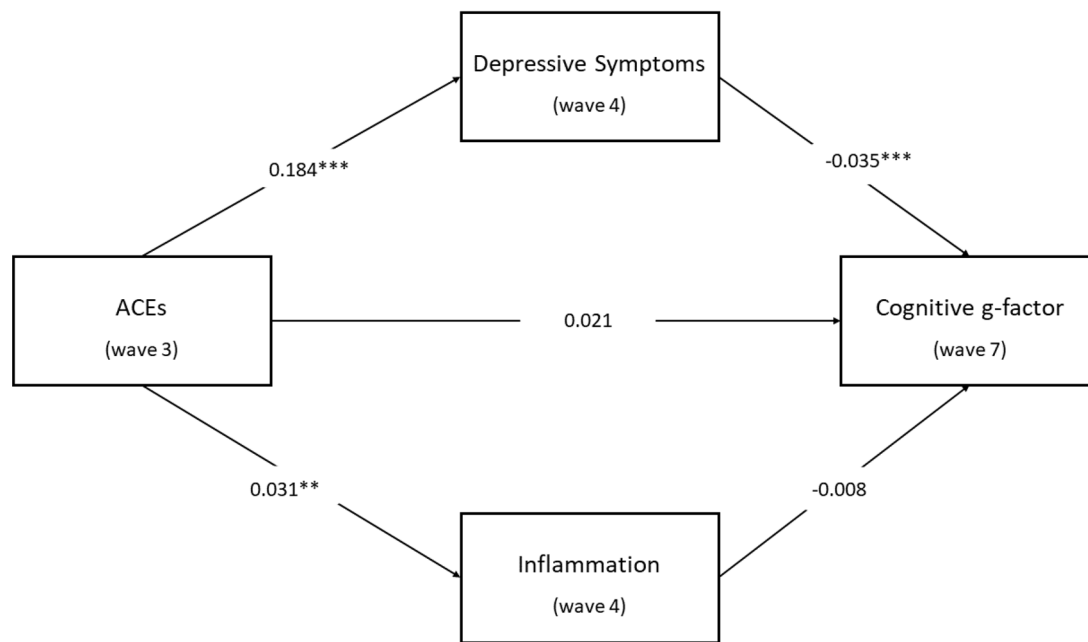 Depressive Symptoms
(wave 4)
0.184***
-0.035***
ACEs
(wave 3)
0.021
Cognitive g-factor
(wave 7)
0.031**
-0.008
Inflammation
(wave 4)